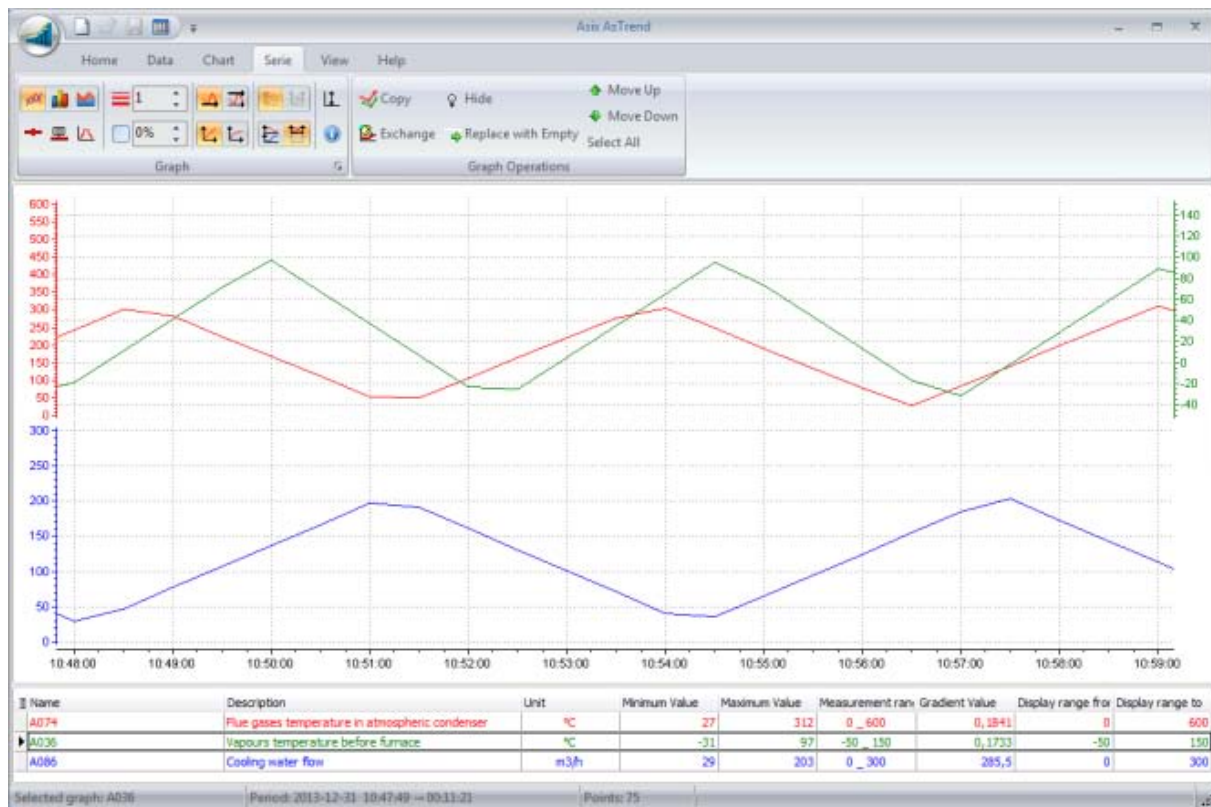 Asix AsTrend
Home Data Chart Serie View Help
1 Copy Hide Move Up
Move Down
0% Exchange Replace with Empty Select All
Graph Graph Operations
600
550
500
450
400
350
300
250
200
150
100
50
0
140
120
100
80
60
40
20
0
-20
-40
300
250
200
150
100
50
0
10:48:00 10:49:00 10:50:00 10:51:00 10:52:00 10:53:00 10:54:00 10:55:00 10:56:00 10:57:00 10:58:00 10:59:00
Name Description Unit Minimum Value Maximum Value Measurement ran Gradient Value Display range fror Display range to
A074 Flue gases temperature in atmospheric condenser °C 27 312 0 _ 600 0,1841 0 600
A036 Vapours temperature before furnace °C -31 97 -50 _ 150 0,1733 -50 150
A086 Cooling water flow m3/h 29 203 0 _ 300 285,5 0 300
Selected graph: A036 Period: 2013-12-31 10:47:49 → 00:11:21 Points: 75